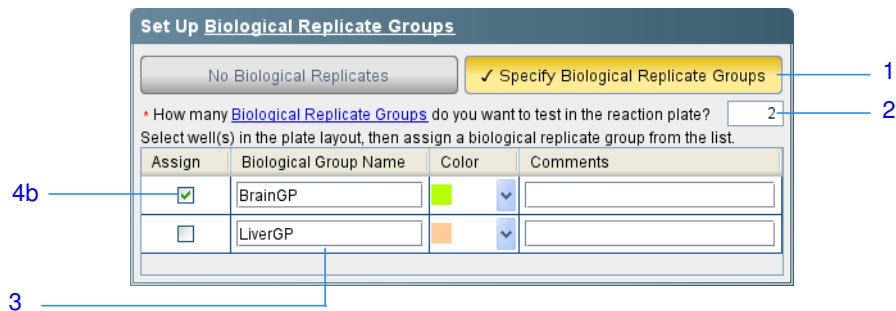 Set Up Biological Replicate Groups
No Biological Replicates
✓ Specify Biological Replicate Groups
1
* How many Biological Replicate Groups do you want to test in the reaction plate? 2
2
Select well(s) in the plate layout, then assign a biological replicate group from the list.
Assign Biological Group Name Color Comments
4b
BrainGP
LiverGP
3